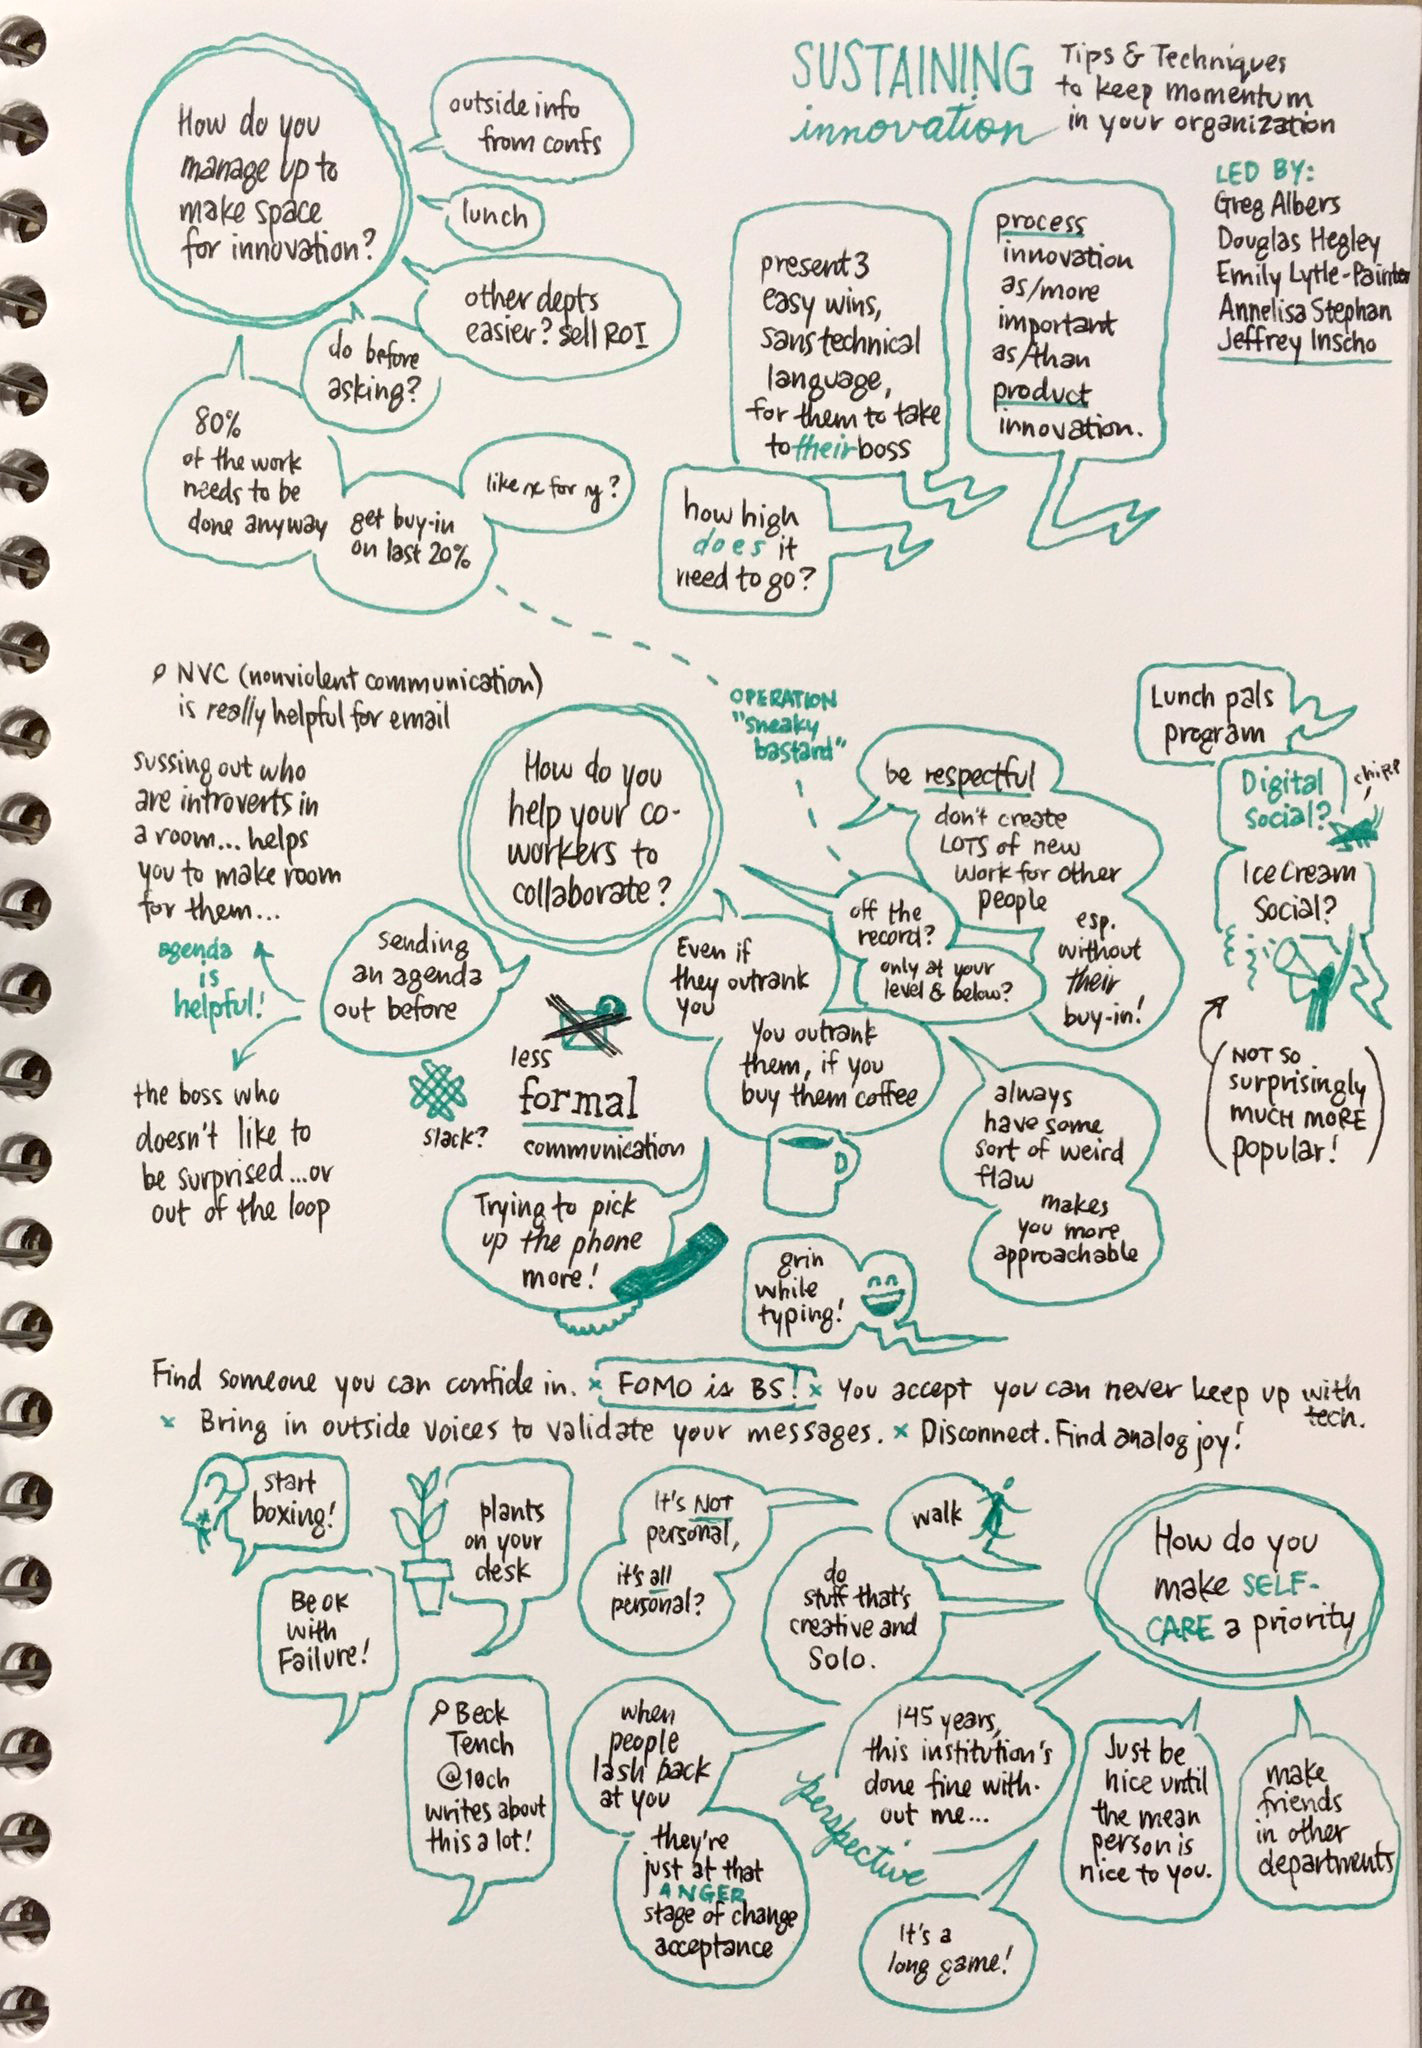 SUSTAINING
innovation
Tips & Techniques
to keep momentum
in your organization
LED BY:
Greg Albers
Douglas Hegley
Emily Lytle-Painter
Annelisa Stephan
Jeffrey Inscho
How do you
manage up to
make space
for innovation?
outside info
from confs
lunch
other depts
easier? sell ROI
do before
asking?
80%
of the work
needs to be
done anyway
get buy-in
on last 20%
like x for y?
present 3
easy wins,
sans technical
language,
for them to take
to their boss
process
innovation
as/more
important
as/than
product
innovation.
how high
does it
need to go?
NVC (nonviolent communication)
is really helpful for email
sussing out who
are introverts in
a room... helps
you to make room
for them...
agenda
is
helpful!
the boss who
doesn't like to
be surprised...or
out of the loop
How do you
help your co-
workers to
collaborate?
sending
an agenda
out before
OPERATION
"sneaky
bastard"
be respectful
don't create
LOTS of new
work for other
people
esp.
without
their
buy-in!
off the
record?
only at your
level & below?
Even if
they outrank
you
you outrank
them, if you
buy them coffee
less
formal
communication
slack?
Trying to pick
up the phone
more!
always
have some
sort of weird
flaw
makes
you more
approachable
grin
while
typing!
Lunch pals
program
Digital
Social?
chirp
Ice Cream
Social?
NOT SO
surprisingly
MUCH MORE
popular!
Find someone you can confide in. x FOMO is BS! x You accept you can never keep up with
tech.
x Bring in outside voices to validate your messages. x Disconnect. Find analog joy!
start
boxing!
plants
on your
desk
It's NOT
personal,
it's all
personal?
walk
do
stuff that's
creative and
solo.
How do you
make SELF-
CARE a priority
Be OK
with
Failure!
Beck
Tench
@10ch
writes about
this a lot!
when
people
lash back
at you
they're
just at that
ANGER
stage of change
acceptance
145 years,
this institution's
done fine with-
out me...
perspective
It's a
long game!
Just be
nice until
the mean
person is
nice to you.
make
friends
in other
departments